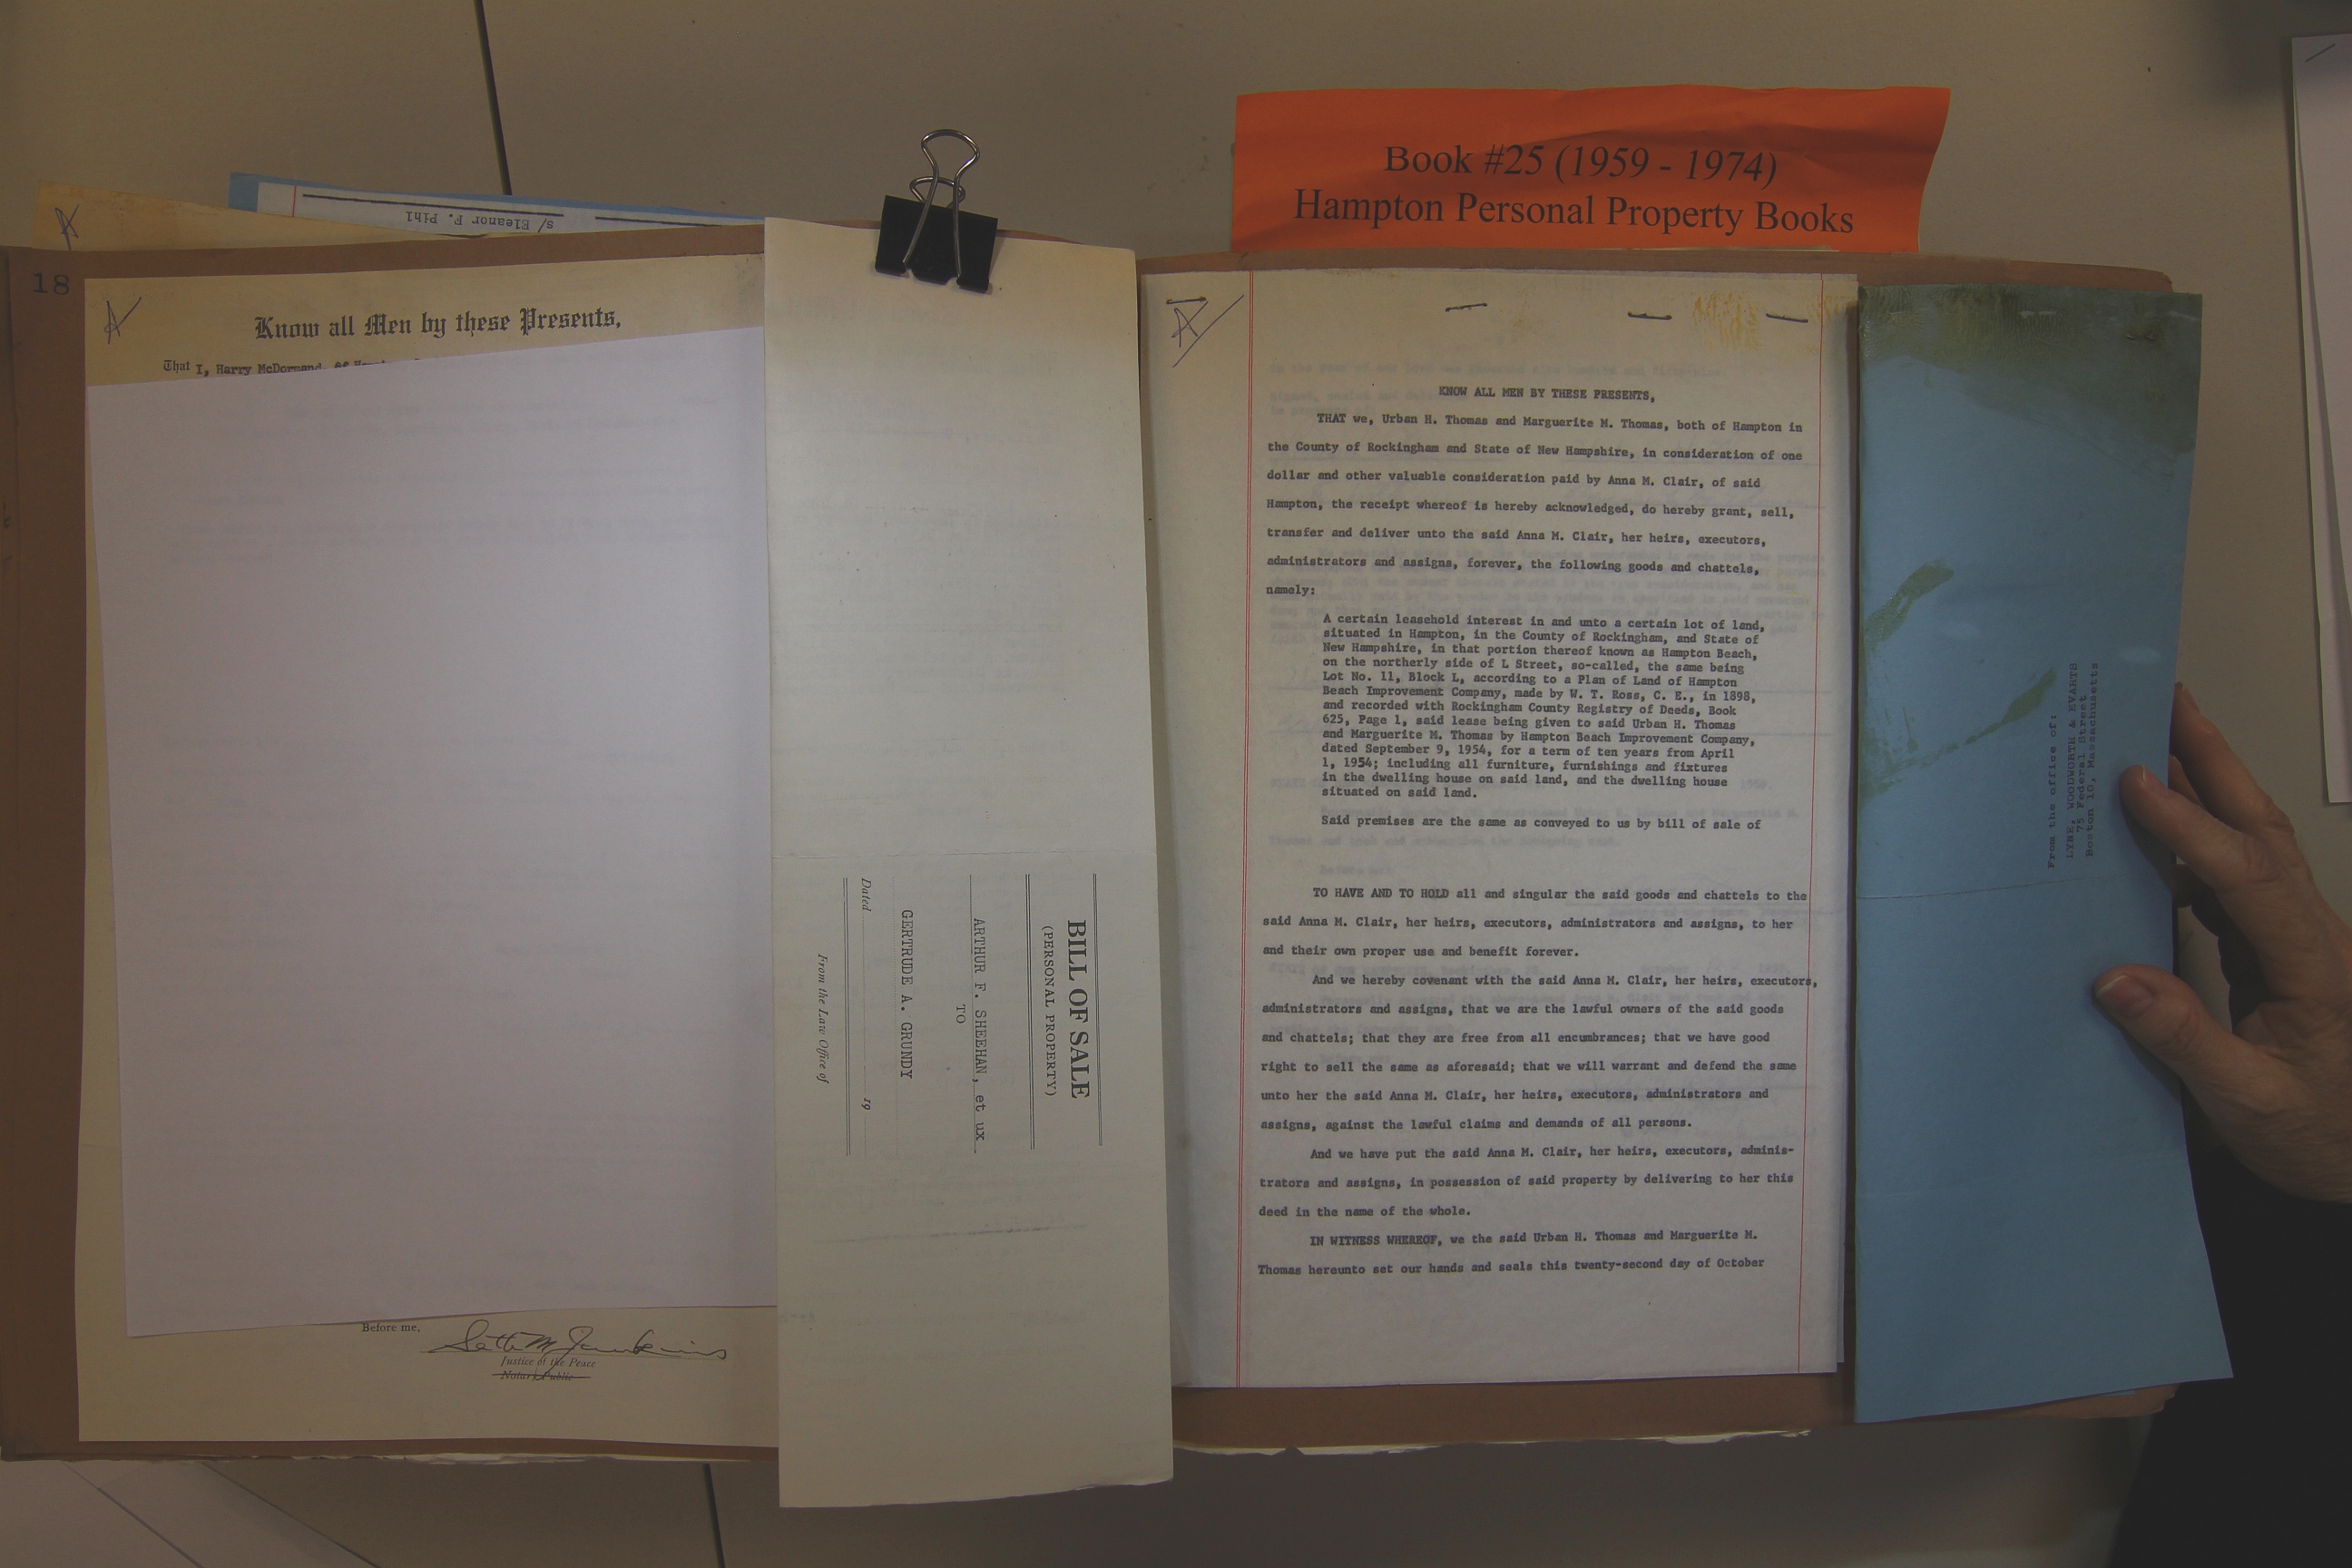 Book #25 (1959 - 1974)
Hampton Personal Property Books
s/ Eleanor F. Pihl
18
Know all Men by these Presents,
That I, Harry McDormand, of
Before me,
Seth M Junkins
Justice of the Peace
Notary Public
BILL OF SALE
(PERSONAL PROPERTY)
ARTHUR F. SHEEHAN, et ux
TO
GERTRUDE A. GRUNDY
Dated 19
From the Law Office of
KNOW ALL MEN BY THESE PRESENTS,
THAT we, Urban H. Thomas and Marguerite M. Thomas, both of Hampton in
the County of Rockingham and State of New Hampshire, in consideration of one
dollar and other valuable consideration paid by Anna M. Clair, of said
Hampton, the receipt whereof is hereby acknowledged, do hereby grant, sell,
transfer and deliver unto the said Anna M. Clair, her heirs, executors,
administrators and assigns, forever, the following goods and chattels,
namely:
A certain leasehold interest in and unto a certain lot of land,
situated in Hampton, in the County of Rockingham, and State of
New Hampshire, in that portion thereof known as Hampton Beach,
on the northerly side of L Street, so-called, the same being
Lot No. 11, Block L, according to a Plan of Land of Hampton
Beach Improvement Company, made by W. T. Ross, C. E., in 1898,
and recorded with Rockingham County Registry of Deeds, Book
625, Page 1, said lease being given to said Urban H. Thomas
and Marguerite M. Thomas by Hampton Beach Improvement Company,
dated September 9, 1954, for a term of ten years from April
1, 1954; including all furniture, furnishings and fixtures
in the dwelling house on said land, and the dwelling house
situated on said land.
Said premises are the same as conveyed to us by bill of sale of
TO HAVE AND TO HOLD all and singular the said goods and chattels to the
said Anna M. Clair, her heirs, executors, administrators and assigns, to her
and their own proper use and benefit forever.
And we hereby covenant with the said Anna M. Clair, her heirs, executors,
administrators and assigns, that we are the lawful owners of the said goods
and chattels; that they are free from all encumbrances; that we have good
right to sell the same as aforesaid; that we will warrant and defend the same
unto her the said Anna M. Clair, her heirs, executors, administrators and
assigns, against the lawful claims and demands of all persons.
And we have put the said Anna M. Clair, her heirs, executors, adminis-
trators and assigns, in possession of said property by delivering to her this
deed in the name of the whole.
IN WITNESS WHEREOF, we the said Urban H. Thomas and Marguerite M.
Thomas hereunto set our hands and seals this twenty-second day of October
From the office of:
LYNE, WOODWORTH & EVARTS
75 Federal Street
Boston 10, Massachusetts